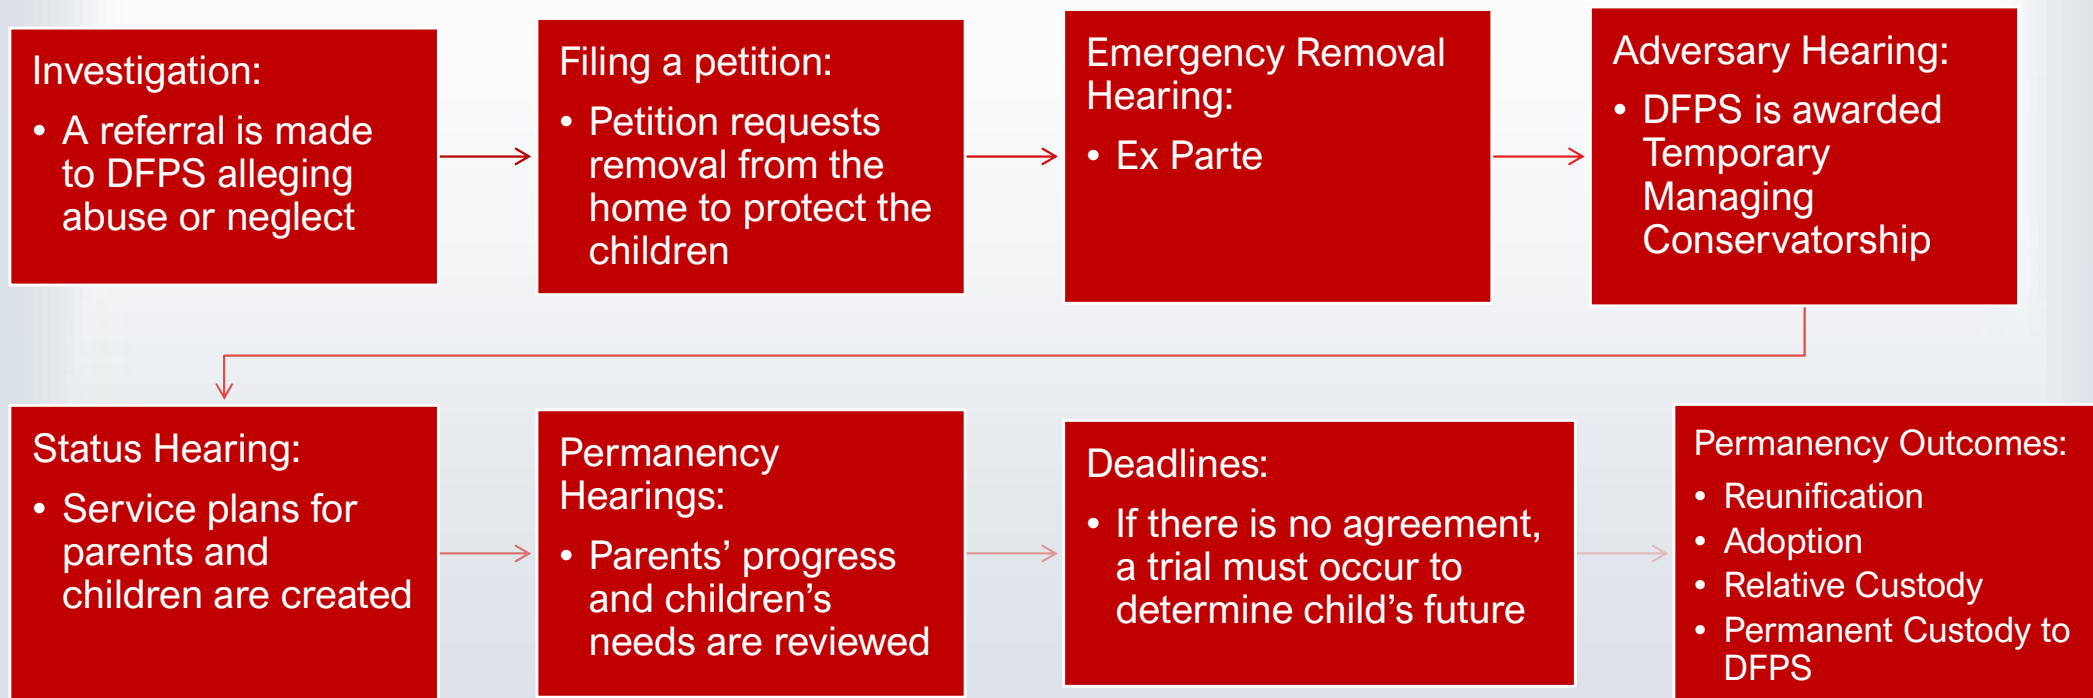 Investigation:
• A referral is made
to DFPS alleging
abuse or neglect
Filing a petition:
• Petition requests
removal from the
home to protect the
children
Emergency Removal
Hearing:
• Ex Parte
Adversary Hearing:
• DFPS is awarded
Temporary
Managing
Conservatorship
Status Hearing:
• Service plans for
parents and
children are created
Permanency
Hearings:
• Parents’ progress
and children’s
needs are reviewed
Deadlines:
• If there is no agreement,
a trial must occur to
determine child’s future
Permanency Outcomes:
• Reunification
• Adoption
• Relative Custody
• Permanent Custody to
DFPS